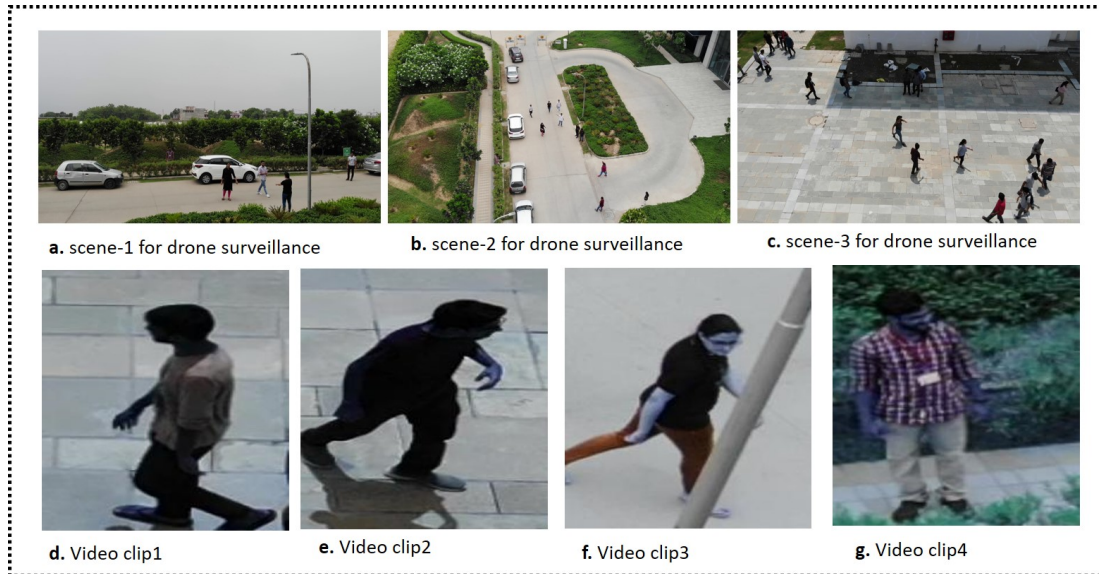 a. scene-1 for drone surveillance
b. scene-2 for drone surveillance
c. scene-3 for drone surveillance
d. Video clip1
e. Video clip2
f. Video clip3
g. Video clip4